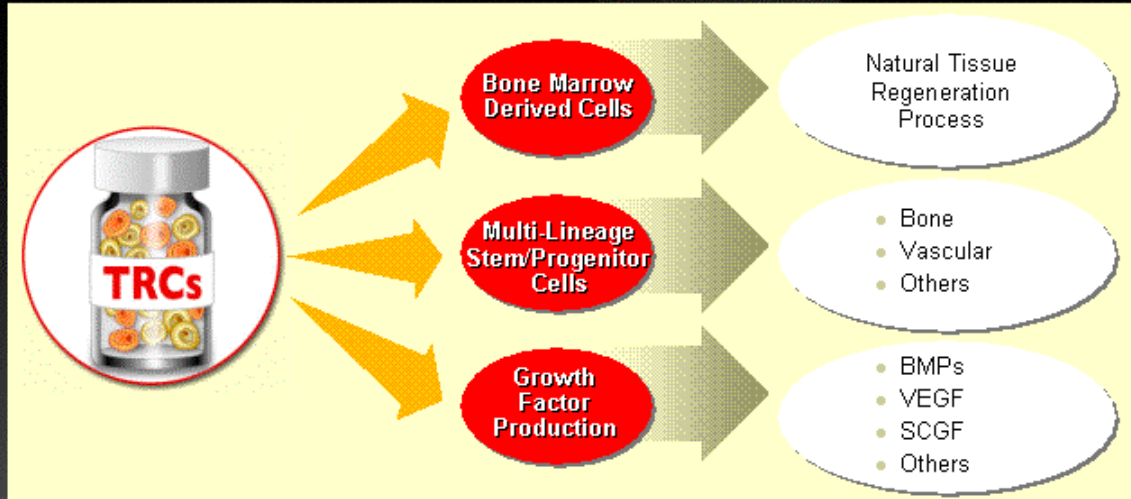 TRCs
Bone Marrow
Derived Cells
Natural Tissue
Regeneration
Process
Multi-Lineage
Stem/Progenitor
Cells
Bone
Vascular
Others
Growth
Factor
Production
BMPs
VEGF
SCGF
Others